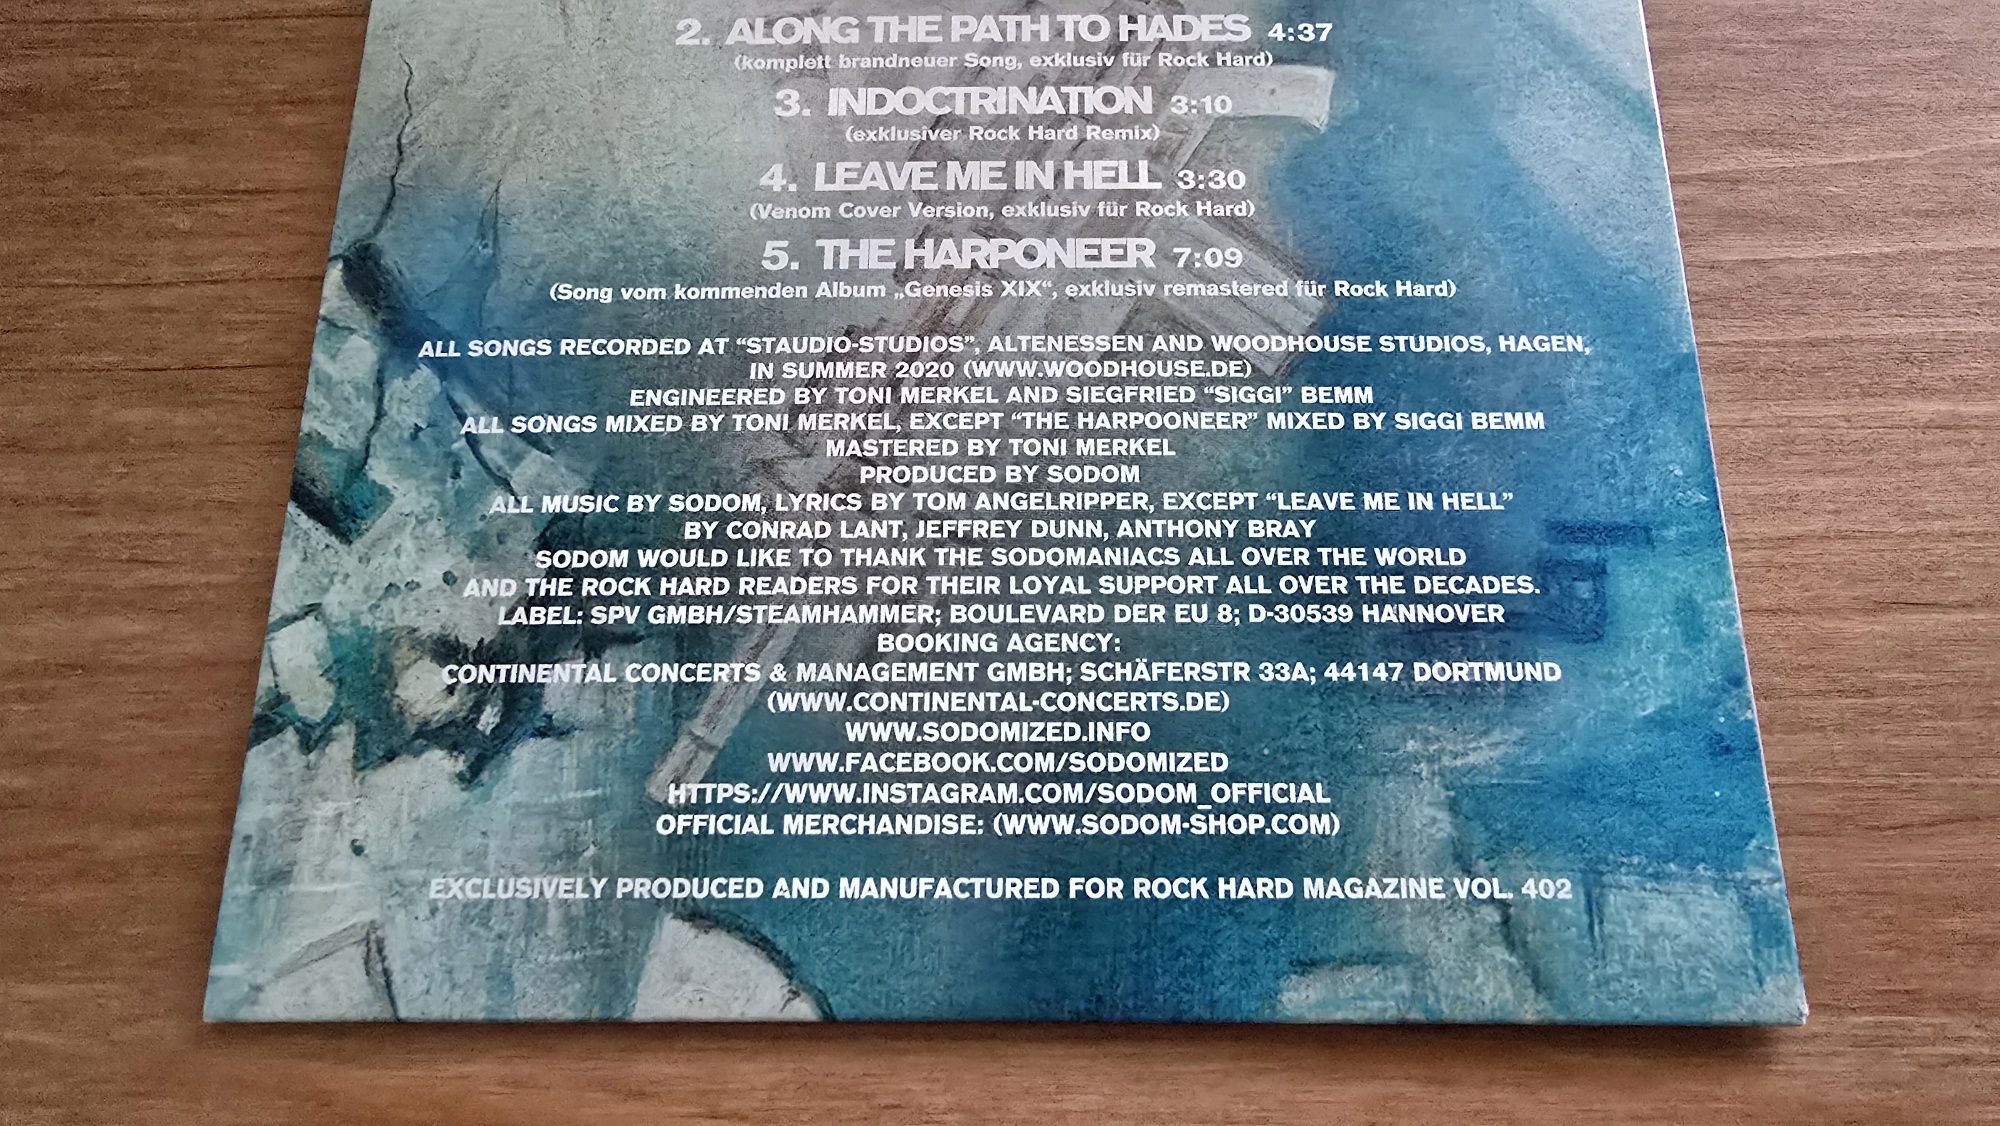 2. ALONG THE PATH TO HADES 4:37
(komplett brandneuer Song, exklusiv für Rock Hard)
3. INDOCTRINATION 3:10
(exklusiver Rock Hard Remix)
4. LEAVE ME IN HELL 3:30
(Venom Cover Version, exklusiv für Rock Hard)
5. THE HARPONEER 7:09
(Song vom kommenden Album „Genesis XIX“, exklusiv remastered für Rock Hard)
ALL SONGS RECORDED AT “STAUDIO-STUDIOS”, ALTENESSEN AND WOODHOUSE STUDIOS, HAGEN,
IN SUMMER 2020 (WWW.WOODHOUSE.DE)
ENGINEERED BY TONI MERKEL AND SIEGFRIED “SIGGI” BEMM
ALL SONGS MIXED BY TONI MERKEL, EXCEPT “THE HARPOONEER” MIXED BY SIGGI BEMM
MASTERED BY TONI MERKEL
PRODUCED BY SODOM
ALL MUSIC BY SODOM, LYRICS BY TOM ANGELRIPPER, EXCEPT “LEAVE ME IN HELL”
BY CONRAD LANT, JEFFREY DUNN, ANTHONY BRAY
SODOM WOULD LIKE TO THANK THE SODOMANIACS ALL OVER THE WORLD
AND THE ROCK HARD READERS FOR THEIR LOYAL SUPPORT ALL OVER THE DECADES.
LABEL: SPV GMBH/STEAMHAMMER; BOULEVARD DER EU 8; D-30539 HANNOVER
BOOKING AGENCY:
CONTINENTAL CONCERTS & MANAGEMENT GMBH; SCHÄFERSTR 33A; 44147 DORTMUND
(WWW.CONTINENTAL-CONCERTS.DE)
WWW.SODOMIZED.INFO
WWW.FACEBOOK.COM/SODOMIZED
HTTPS://WWW.INSTAGRAM.COM/SODOM_OFFICIAL
OFFICIAL MERCHANDISE: (WWW.SODOM-SHOP.COM)
EXCLUSIVELY PRODUCED AND MANUFACTURED FOR ROCK HARD MAGAZINE VOL. 402